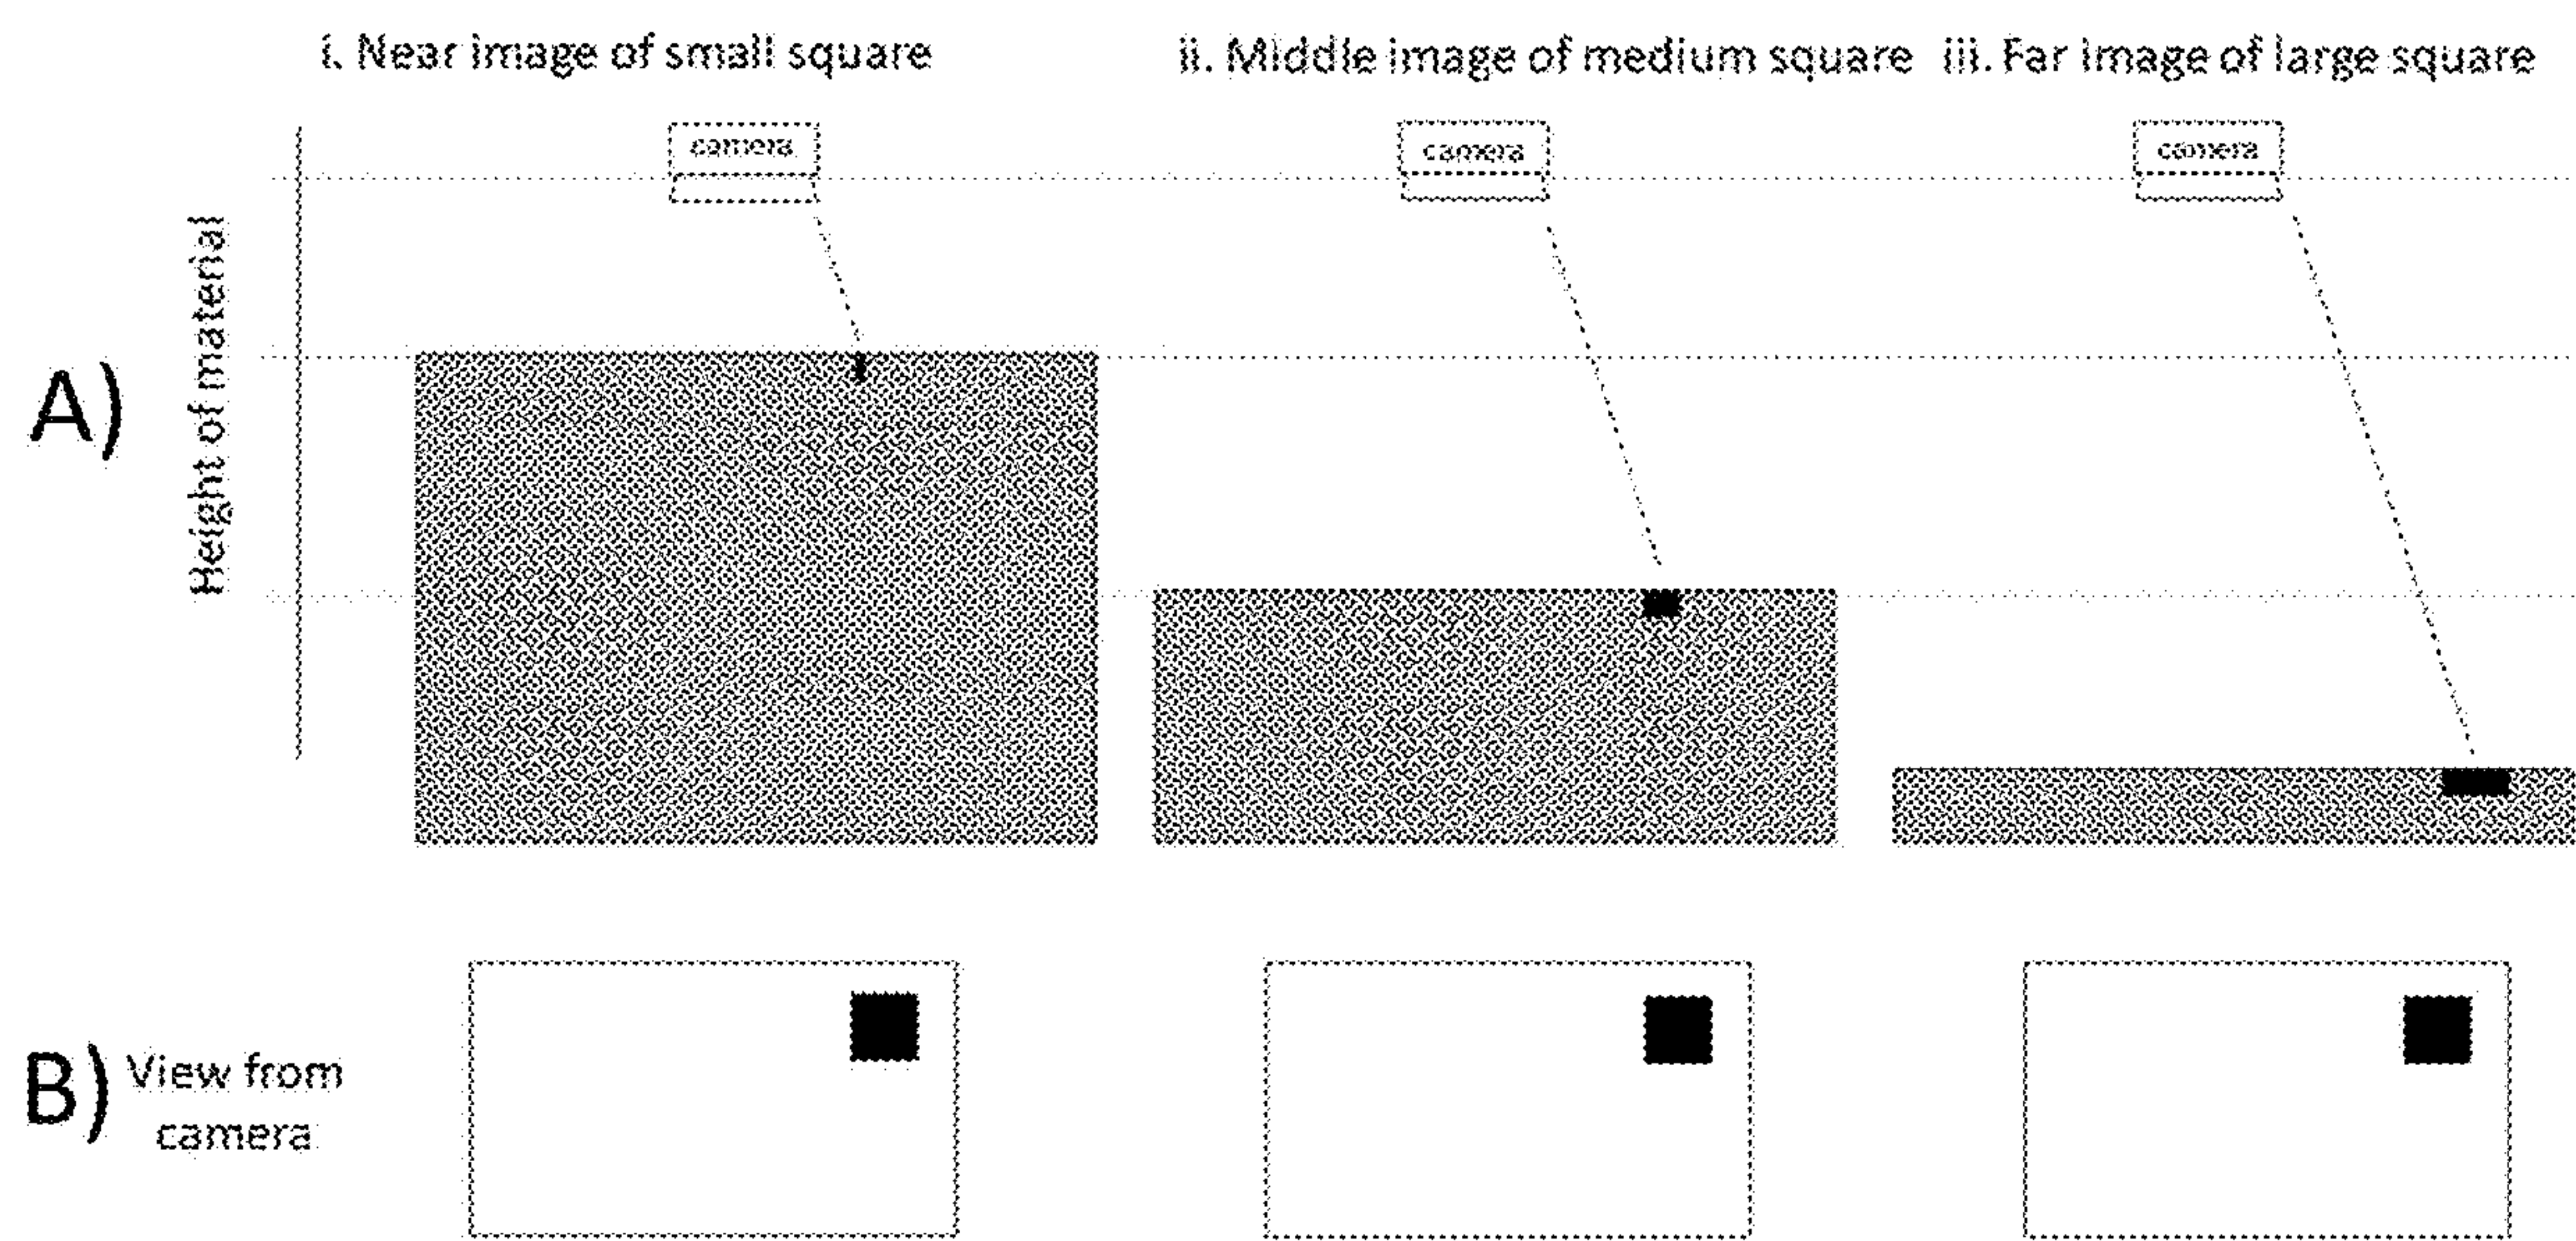 i. Near image of small square
ii. Middle image of medium square
iii. Far image of large square
camera
camera
camera
Height of material
A)
B)
View from
camera